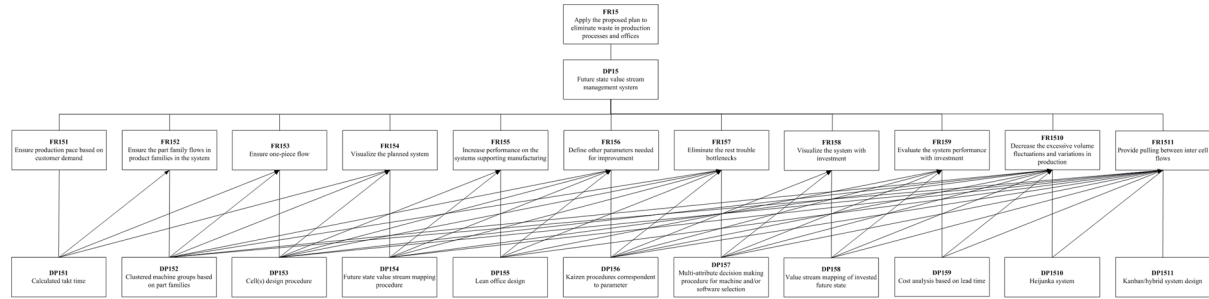 FR15
Apply the proposed plan to
eliminate waste in production
processes and offices
DP15
Future state value stream
management system
FR151
Ensure production pace based on
customer demand
FR152
Ensure the part family flows in
product families in the system
FR153
Ensure one-piece flow
FR154
Visualize the planned system
FR155
Increase performance on the
systems supporting manufacturing
FR156
Define other parameters needed
for improvement
FR157
Eliminate the rest trouble
bottlenecks
FR158
Visualize the system with
investment
FR159
Evaluate the system performance
with investment
FR1510
Decrease the excessive volume
fluctuations and variations in
production
FR1511
Provide pulling between inter cell
flows
DP151
Calculated takt time
DP152
Clustered machine groups based
on part families
DP153
Cell(s) design procedure
DP154
Future state value stream mapping
procedure
DP155
Lean office design
DP156
Kaizen procedures correspondent
to parameter
DP157
Multi-attribute decision making
procedure for machine and/or
software selection
DP158
Value stream mapping of invested
future state
DP159
Cost analysis based on lead time
DP1510
Heijunka system
DP1511
Kanban/hybrid system design